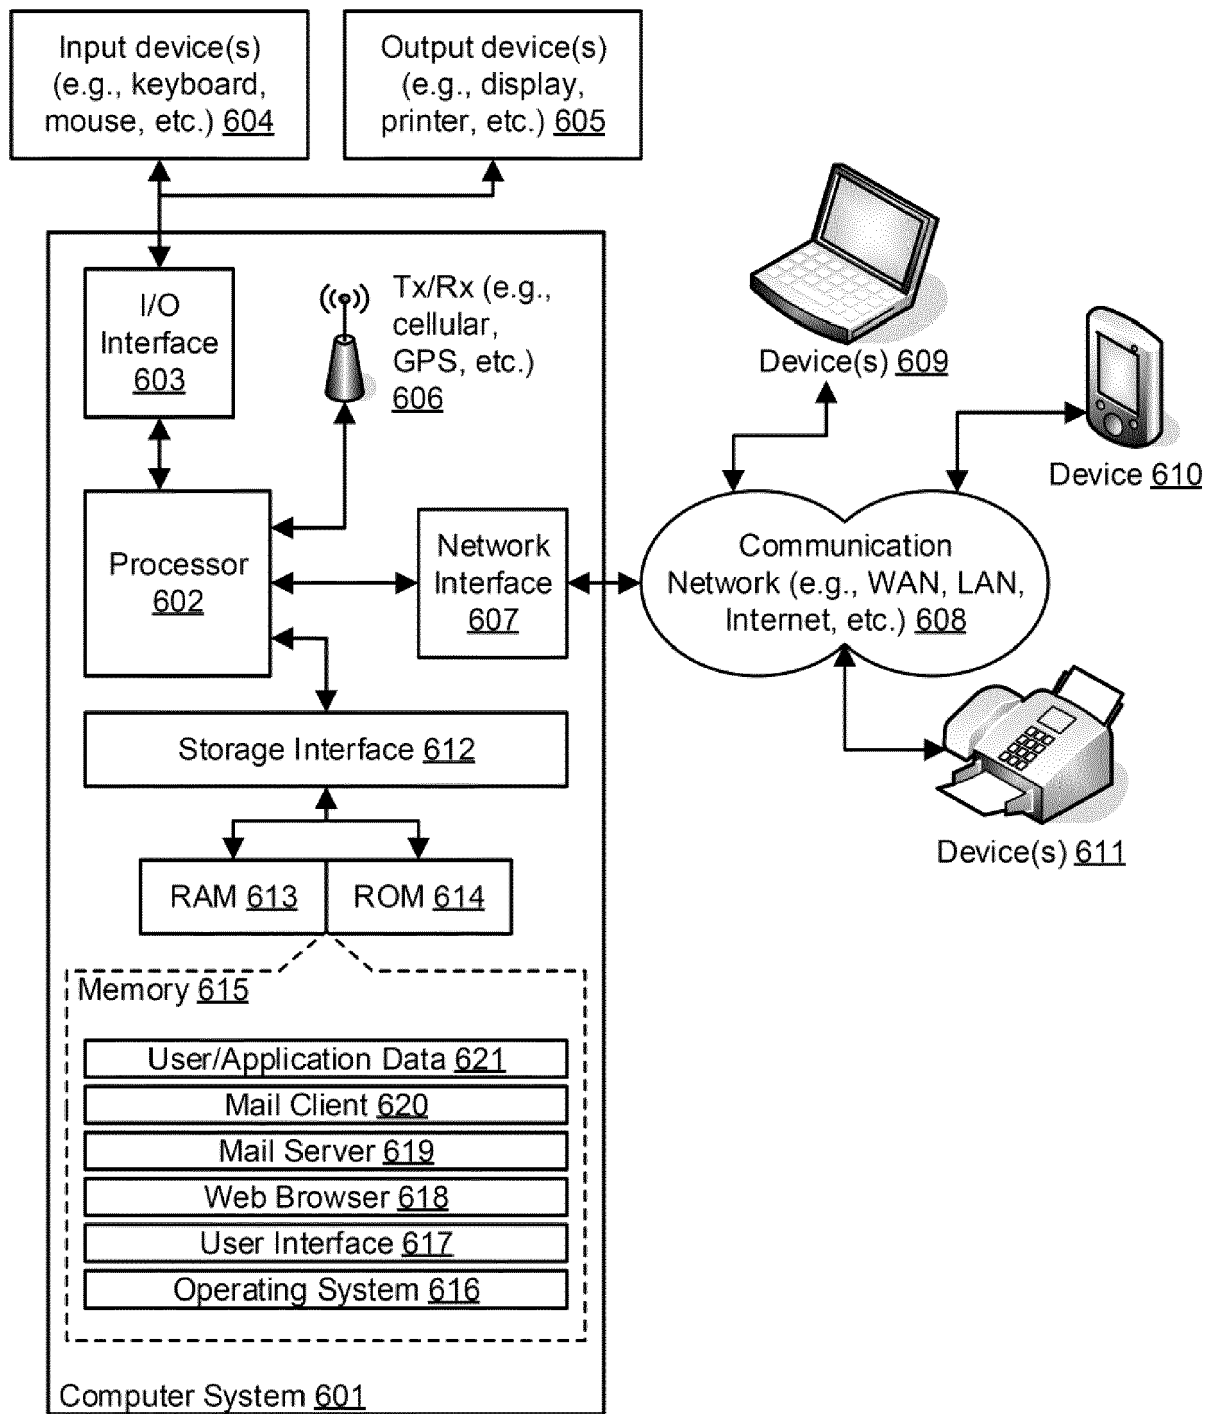 Input device(s)
(e.g., keyboard,
mouse, etc.) 604
Output device(s)
(e.g., display,
printer, etc.) 605
I/O
Interface
603
Tx/Rx (e.g.,
cellular,
GPS, etc.)
606
Device(s) 609
Device 610
Processor
602
Network
Interface
607
Communication
Network (e.g., WAN, LAN,
Internet, etc.) 608
Storage Interface 612
Device(s) 611
RAM 613
ROM 614
Memory 615
User/Application Data 621
Mail Client 620
Mail Server 619
Web Browser 618
User Interface 617
Operating System 616
Computer System 601